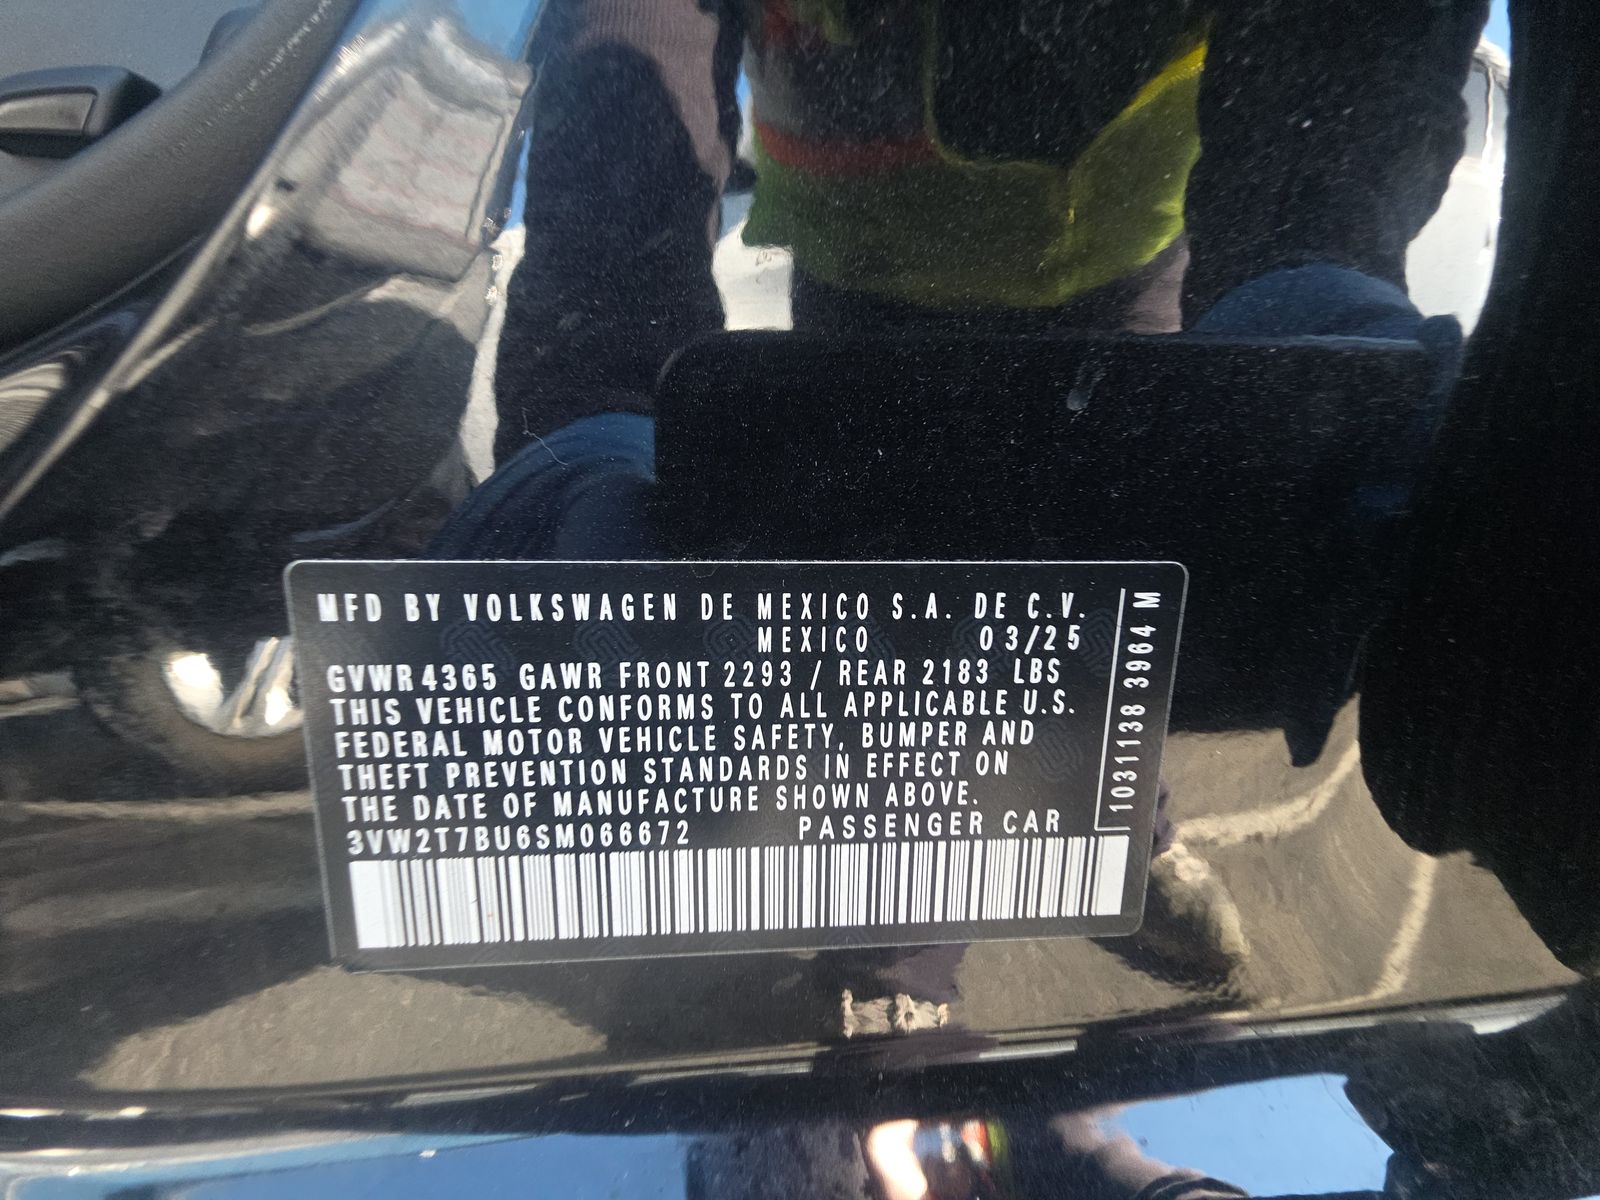 MFD BY VOLKSWAGEN DE MEXICO S.A. DE C.V.
MEXICO 03/25
GVWR 4365 GAWR FRONT 2293 / REAR 2183 LBS
THIS VEHICLE CONFORMS TO ALL APPLICABLE U.S.
FEDERAL MOTOR VEHICLE SAFETY, BUMPER AND
THEFT PREVENTION STANDARDS IN EFFECT ON
THE DATE OF MANUFACTURE SHOWN ABOVE.
3VW2T7BU6SM066672 PASSENGER CAR
1031138 3964 M